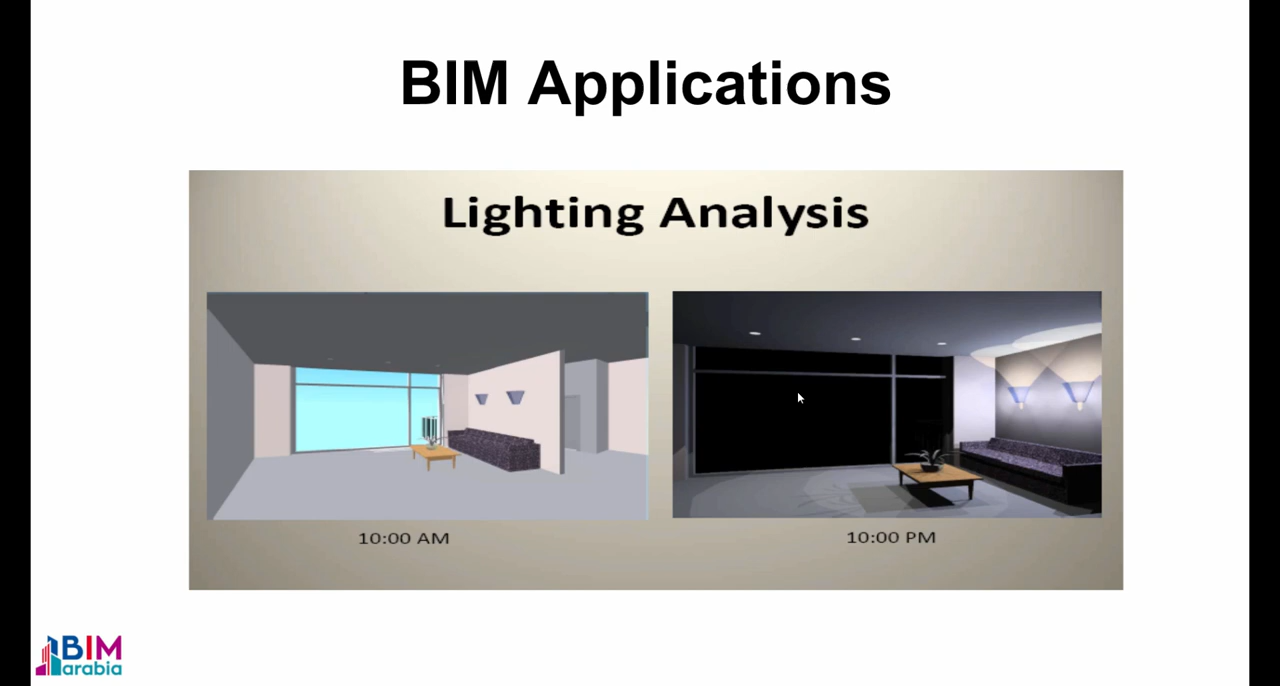 BIM Applications
Lighting Analysis
10:00 AM
10:00 PM
BIM
arabia